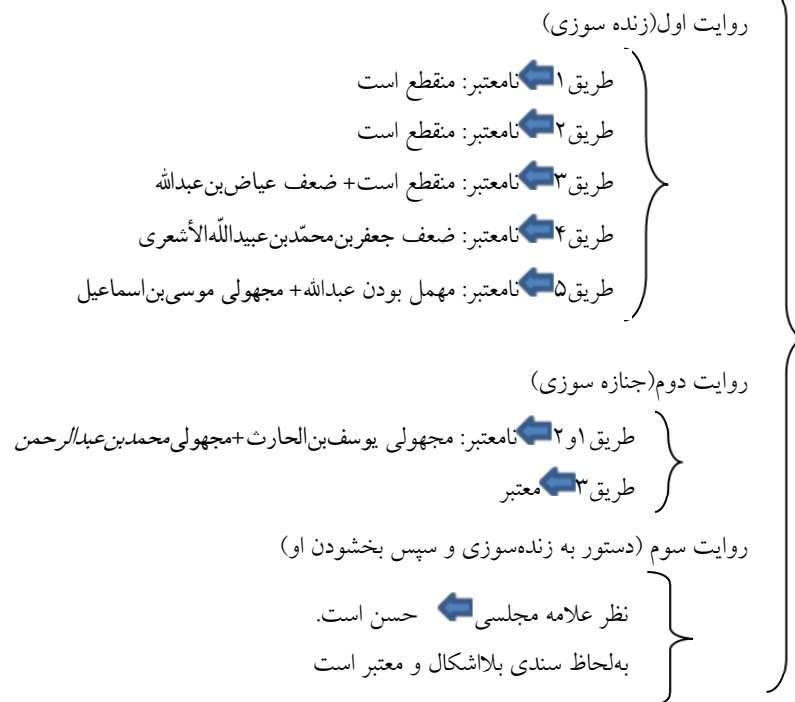 روایت اول(زنده سوزی)
طریق۱ نامعتبر: منقطع است
طریق۲ نامعتبر: منقطع است
طریق۳ نامعتبر: منقطع است+ ضعف عیاض‌بن‌عبدالله
طریق۴ نامعتبر: ضعف جعفربن‌محمّدبن‌عبیداللّه‌الأشعری
طریق۵ نامعتبر: مهمل بودن عبدالله+ مجهولی موسی‌بن‌اسماعیل
روایت دوم(جنازه سوزی)
طریق۱و۲ نامعتبر: مجهولی یوسف‌بن‌الحارث+مجهولی‌محمدبن‌عبدالرحمن
طریق۳ معتبر
روایت سوم (دستور به زنده‌سوزی و سپس بخشودن او)
نظر علامه مجلسی حسن است.
به‌لحاظ سندی بلااشکال و معتبر است